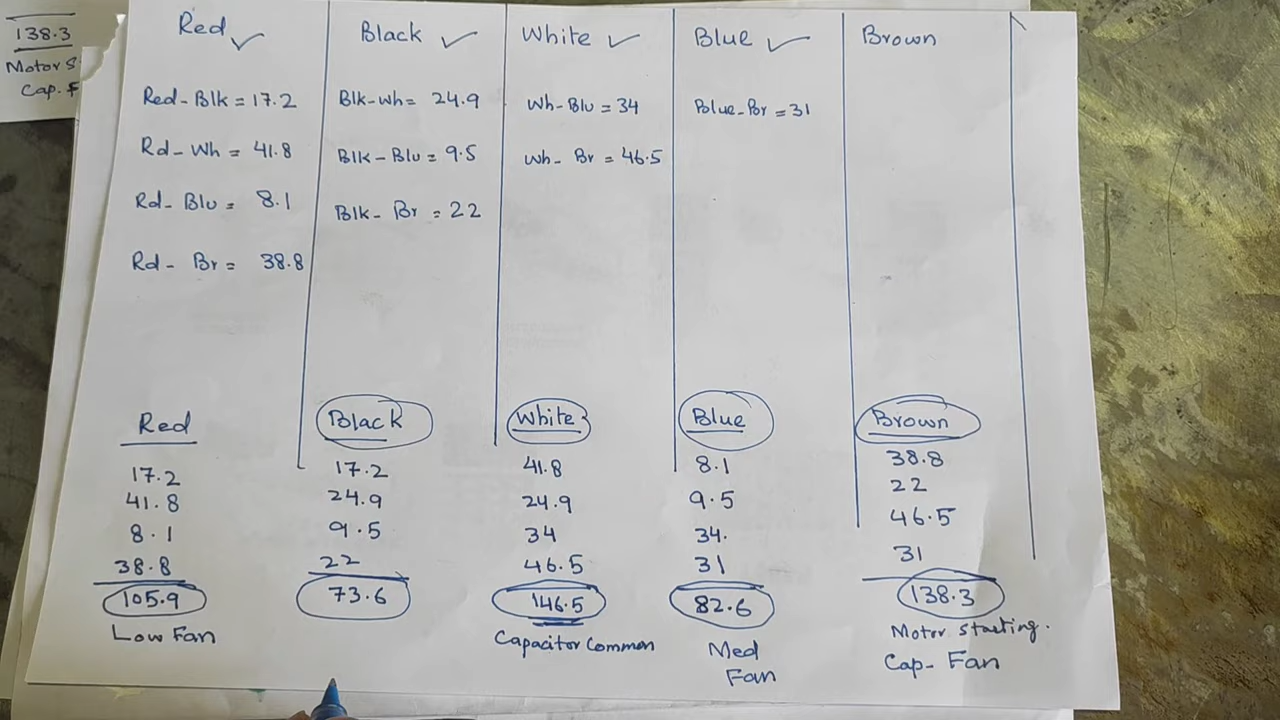 138.3
Motor S
Cap.
Red
Red-Blk = 17.2
Rd-Wh = 41.8
Rd-Blu = 8.1
Rd-Br = 38.8
Black
Blk-Wh = 24.9
Blk-Blu = 9.5
Blk-Br = 22
White
Wh-Blu = 34
Wh-Br = 46.5
Blue
Blue-Br = 31
Brown
Red
17.2
41.8
8.1
38.8
105.9
Low Fan
Black
17.2
24.9
9.5
22
73.6
White
41.8
24.9
34
46.5
146.5
Capacitor Common
Blue
8.1
9.5
34.
31
82.6
Med
Fan
Brown
38.8
22
46.5
31
138.3
Motor Starting.
Cap- Fan